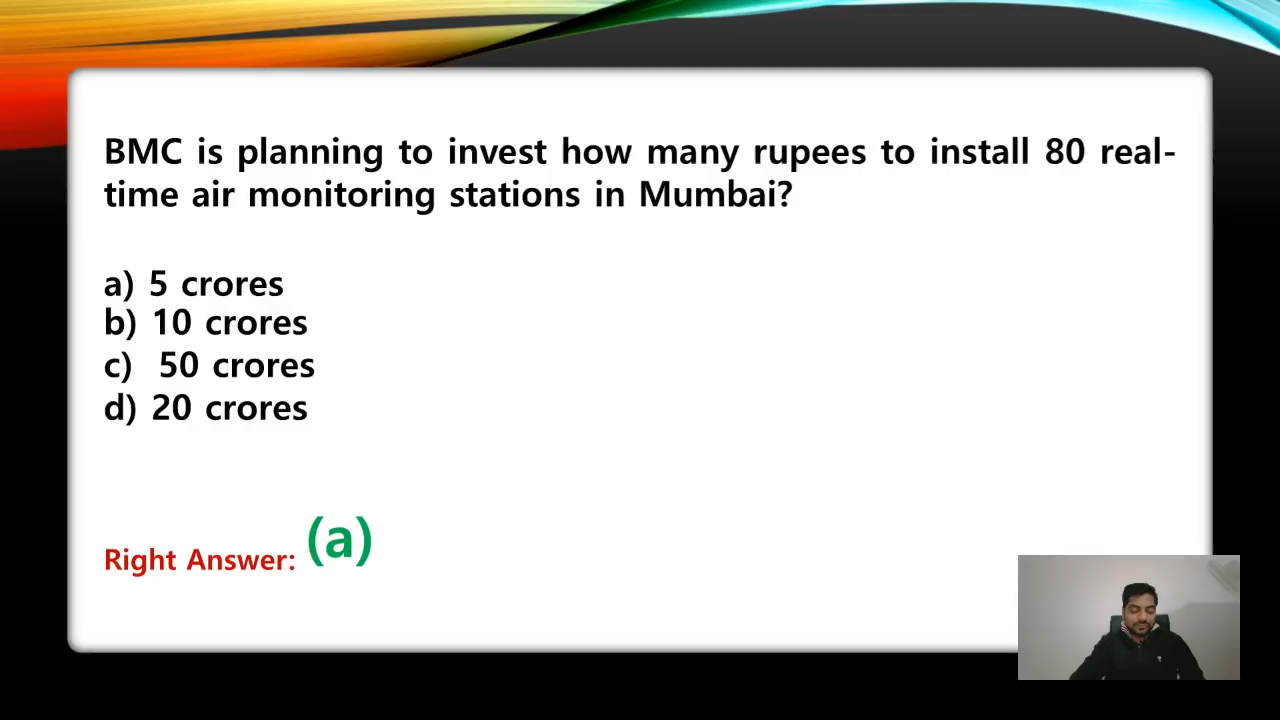 BMC is planning to invest how many rupees to install 80 real-
time air monitoring stations in Mumbai?
a) 5 crores
b) 10 crores
c) 50 crores
d) 20 crores
Right Answer: (a)